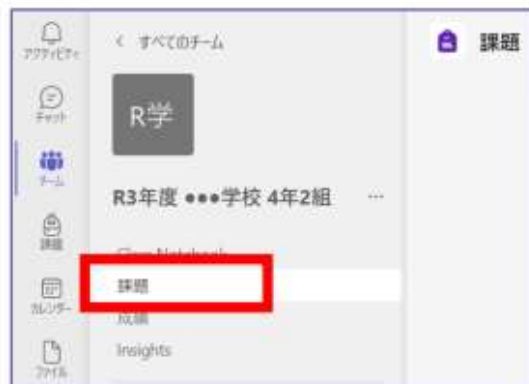 アクティビティ
チャット
チーム
課題
カレンダー
ファイル
すべてのチーム
R学
R3年度 ●●●学校 4年2組 …
Class Notebook
課題
成績
Insights
課題